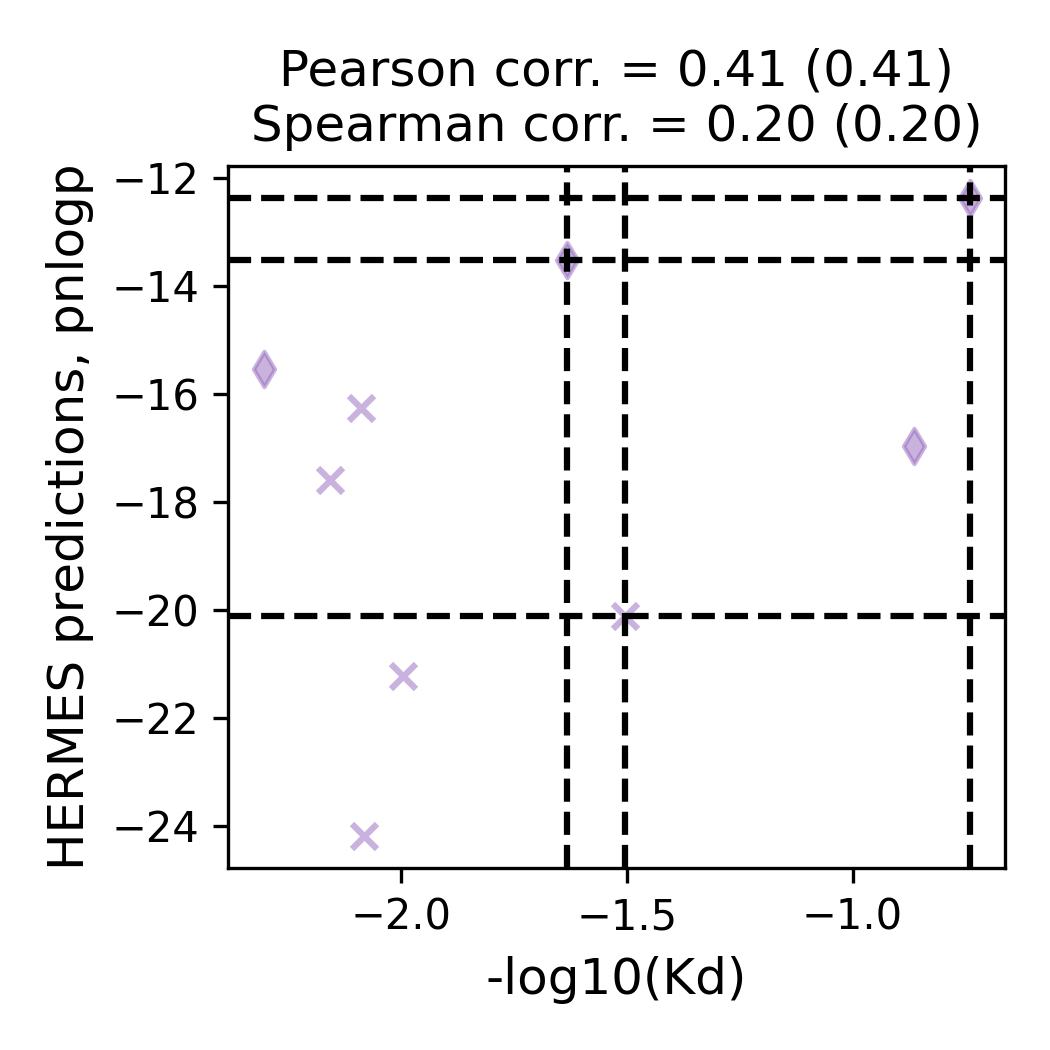 Pearson corr. = 0.41 (0.41)
Spearman corr. = 0.20 (0.20)
HERMES predictions, pnlogp
−12
−14
−16
−18
−20
−22
−24
−2.0
−1.5
−1.0
-log10(Kd)